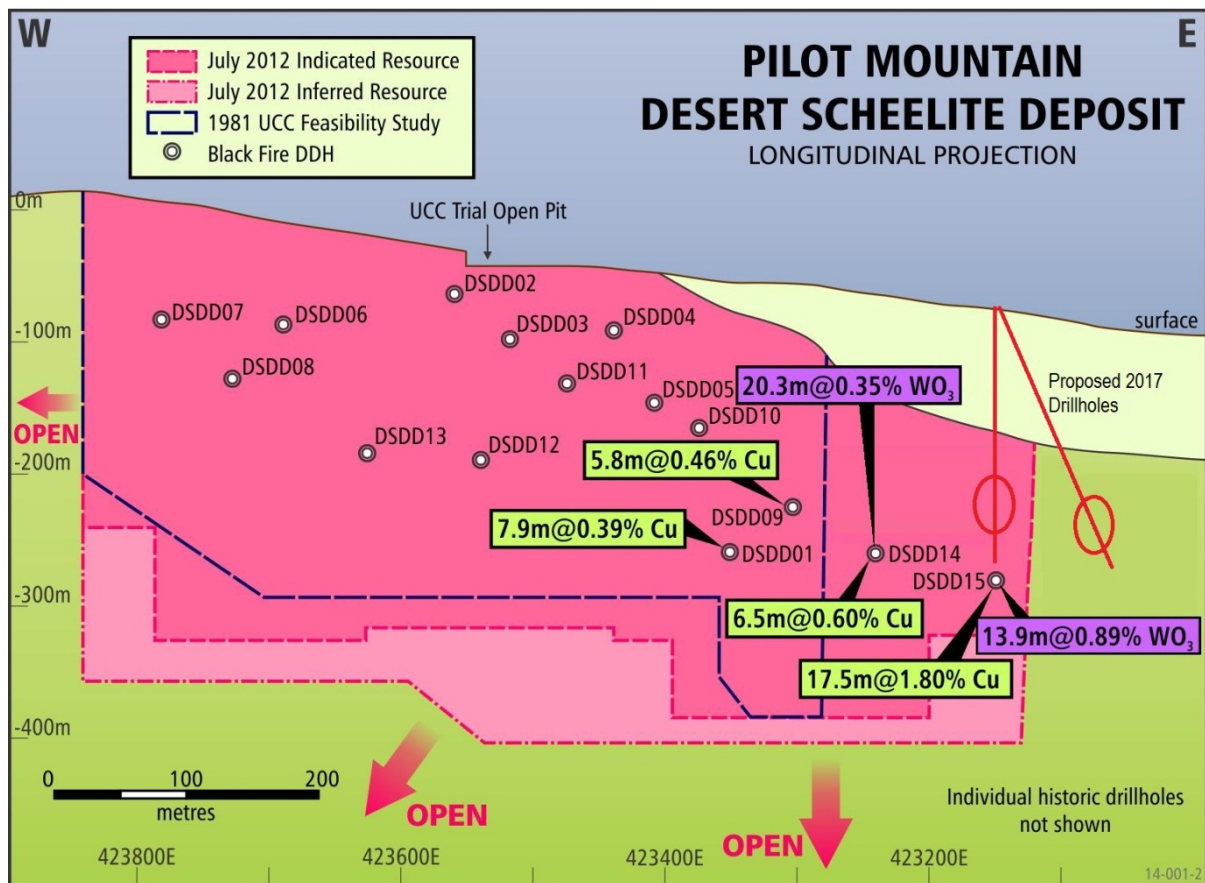 W
E
July 2012 Indicated Resource
July 2012 Inferred Resource
1981 UCC Feasibility Study
Black Fire DDH
PILOT MOUNTAIN
DESERT SCHEELITE DEPOSIT
LONGITUDINAL PROJECTION
0m
UCC Trial Open Pit
DSDD02
DSDD07
DSDD06
DSDD03
DSDD04
surface
-100m
DSDD08
DSDD11
DSDD05
20.3m@0.35% WO₃
Proposed 2017
Drillholes
OPEN
DSDD10
DSDD13
DSDD12
-200m
5.8m@0.46% Cu
DSDD09
7.9m@0.39% Cu
DSDD01
DSDD14
DSDD15
-300m
6.5m@0.60% Cu
13.9m@0.89% WO₃
17.5m@1.80% Cu
-400m
0 100 200
metres
OPEN
OPEN
Individual historic drillholes
not shown
423800E 423600E 423400E 423200E
14-001-2